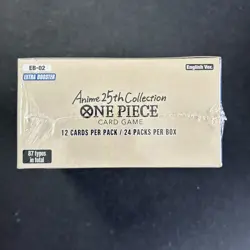 EB-02
EXTRA BOOSTER
English Ver.
Anime 25th Collection
ONE PIECE
CARD GAME
12 CARDS PER PACK / 24 PACKS PER BOX
87 types
in total